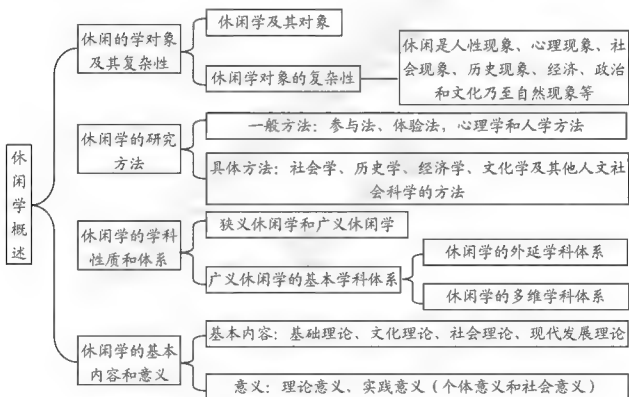 休闲学概述
休闲的学对象
及其复杂性
休闲学及其对象
休闲学对象的复杂性
休闲是人性现象、心理现象、社
会现象、历史现象、经济、政治
和文化乃至自然现象等
休闲学的研究
方法
一般方法：参与法、体验法，心理学和人学方法
具体方法：社会学、历史学、经济学、文化学及其他人文社
会科学的方法
休闲学的学科
性质和体系
狭义休闲学和广义休闲学
广义休闲学的基本学科体系
休闲学的外延学科体系
休闲学的多维学科体系
休闲学的基本
内容和意义
基本内容：基础理论、文化理论、社会理论、现代发展理论
意义：理论意义、实践意义（个体意义和社会意义）